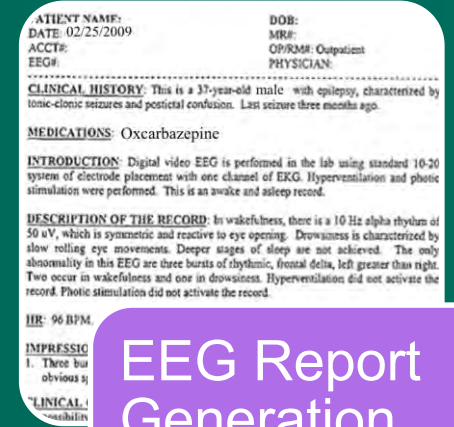 ATIENT NAME: DOB:
DATE: 02/25/2009 MR#:
ACCT#: OP/RM#: Outpatient
EEG#: PHYSICIAN:
CLINICAL HISTORY: This is a 37-year-old male with epilepsy, characterized by
tonic-clonic seizures and postictal confusion. Last seizure three months ago.
MEDICATIONS: Oxcarbazepine
INTRODUCTION: Digital video EEG is performed in the lab using standard 10-20
system of electrode placement with one channel of EKG. Hyperventilation and photic
stimulation were performed. This is an awake and asleep record.
DESCRIPTION OF THE RECORD: In wakefulness, there is a 10 Hz alpha rhythm of
50 uV, which is symmetric and reactive to eye opening. Drowsiness is characterized by
slow rolling eye movements. Deeper stages of sleep are not achieved. The only
abnormality in this EEG are three bursts of rhythmic, frontal delta, left greater than right.
Two occur in wakefulness and one in drowsiness. Hyperventilation did not activate the
record. Photic stimulation did not activate the record.
HR: 96 BPM.
IMPRESSIO
1. Three bur
obvious s
CLINICAL
EEG Report
Generation